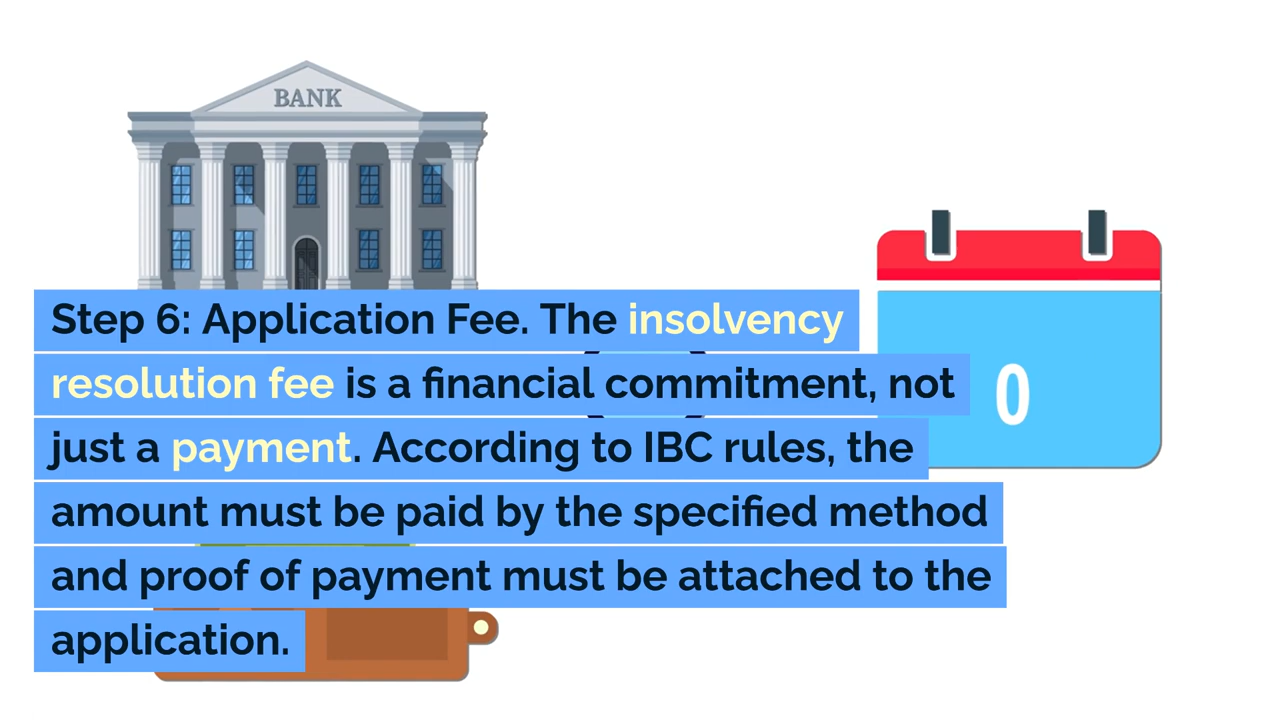 BANK
Step 6: Application Fee. The insolvency
resolution fee is a financial commitment, not
just a payment. According to IBC rules, the
amount must be paid by the specified method
and proof of payment must be attached to the
application.
0